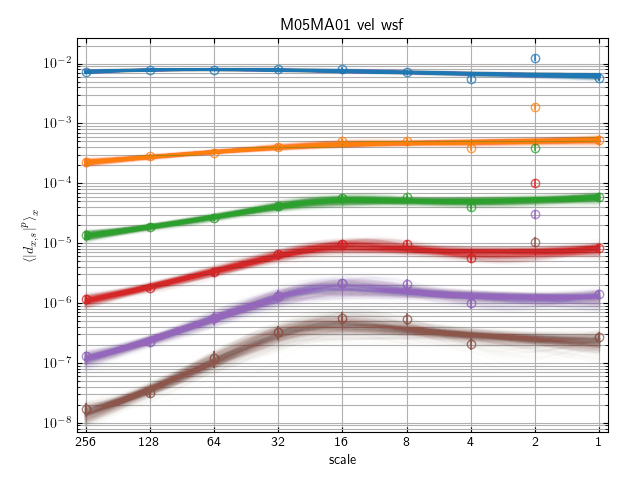 M05MA01 vel wsf
⟨|d_{x,s}|^p⟩_x
10^{-2}
10^{-3}
10^{-4}
10^{-5}
10^{-6}
10^{-7}
10^{-8}
256 128 64 32 16 8 4 2 1
scale